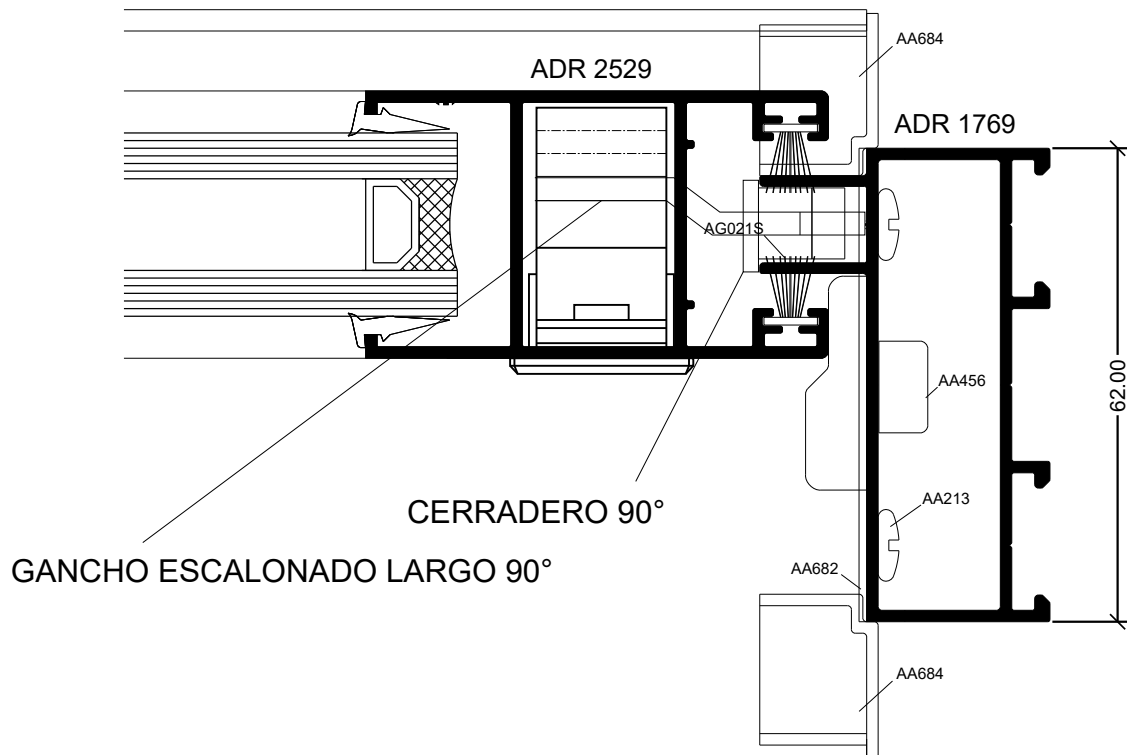 AA684
ADR 2529
ADR 1769
AG021S
AA456
62.00
CERRADERO 90°
AA213
GANCHO ESCALONADO LARGO 90°
AA682
AA684